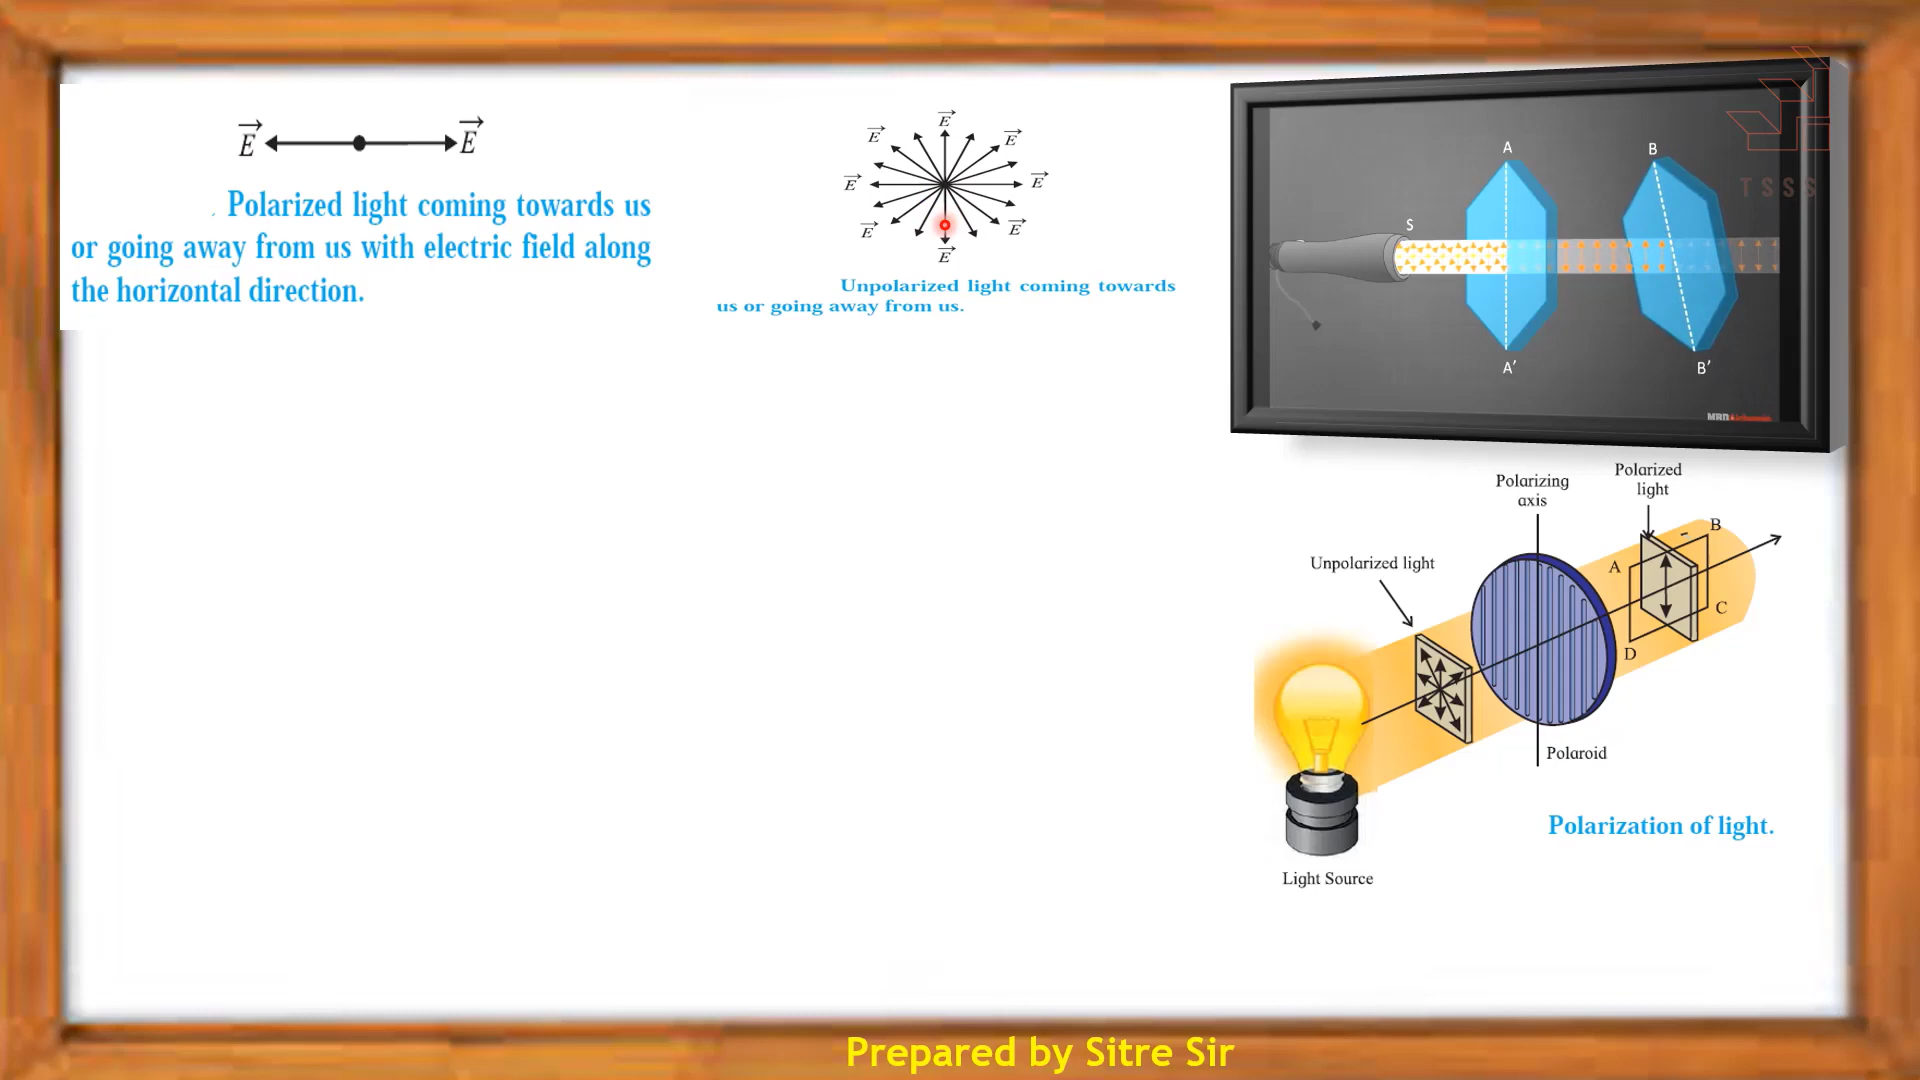 E E
Polarized light coming towards us
or going away from us with electric field along
the horizontal direction.
E
E E
E E
E E
E
Unpolarized light coming towards
us or going away from us.
A B
S
A′ B′
TSSS
Polarizing
axis
Polarized
light
Unpolarized light
A B
C
D
Polaroid
Polarization of light.
Light Source
Prepared by Sitre Sir